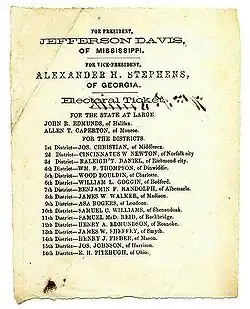 FOR PRESIDENT,
JEFFERSON DAVIS,
OF MISSISSIPPI.
FOR VICE-PRESIDENT,
ALEXANDER H. STEPHENS,
OF GEORGIA.
Electoral Ticket.
FOR THE STATE AT LARGE.
JOHN R. EDMUNDS, of Halifax.
ALLEN T. CAPERTON, of Monroe.
FOR THE DISTRICTS.
1st District—JOS. CHRISTIAN, of Middlesex.
2d District—CINCINNATUS W NEWTON, of Norfolk city
3d District—RALEIGH T. DANIEL, of Richmond city.
4th District—WM. F. THOMPSON, of Dinwiddie.
5th District—WOOD BOULDIN, of Charlotte.
6th District—WILLIAM L. GOGGIN, of Bedford.
7th District—BENJAMIN F. RANDOLPH, of Albemarle.
8th District—JAMES W. WALKER, of Madison.
9th District—ASA ROGERS, of Loudoun.
10th District—SAMUEL C. WILLIAMS, of Shenandoah.
11th District—SAMUEL McD. REID, of Rockbridge.
12th District—HENRY A. EDMUNDSON, of Roanoke.
13th District—JAMES W. SHEFFEY, of Smyth.
14th District—HENRY J. FISHER, of Mason.
15th District—JOS. JOHNSON, of Harrison.
16th District—E. H. FITZHUGH, of Ohio.